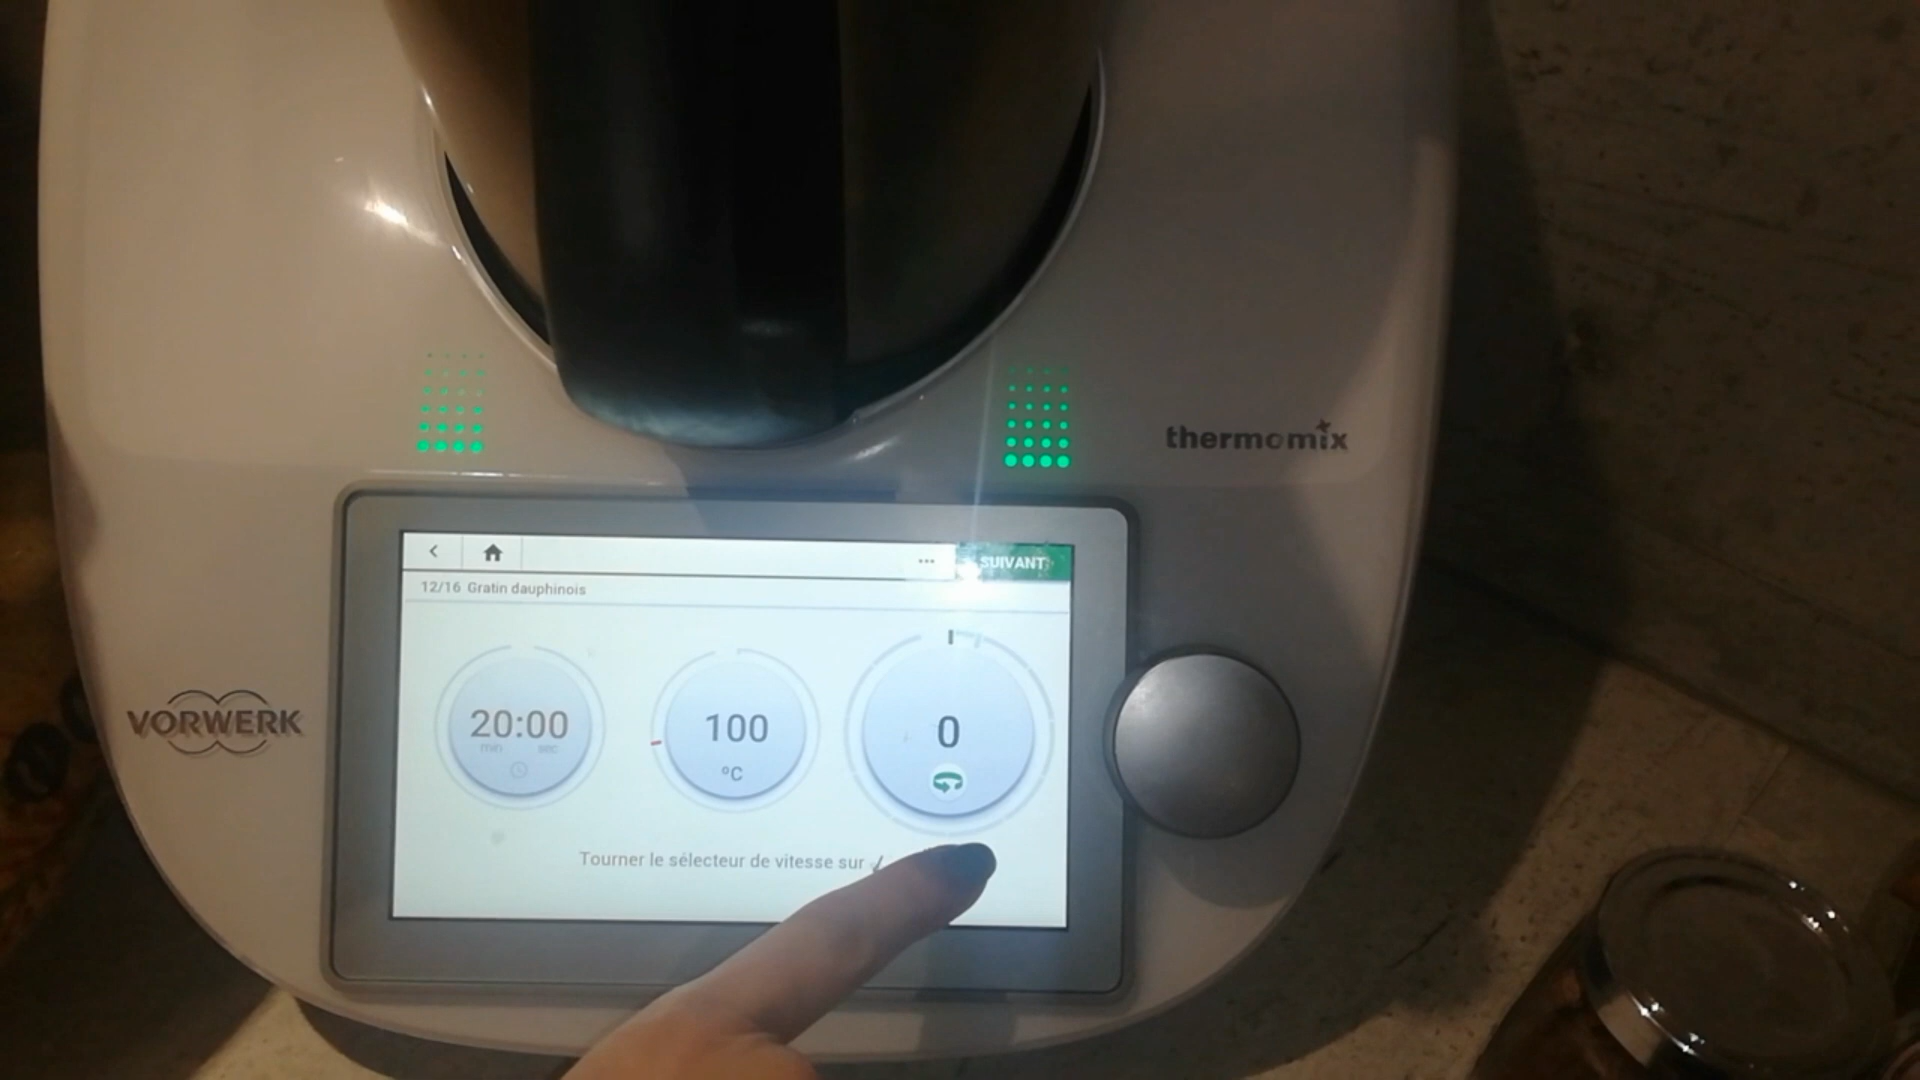 thermomix
SUIVANT
12/16 Gratin dauphinois
VORWERK
20:00
min sec
100
°C
0
Tourner le sélecteur de vitesse sur